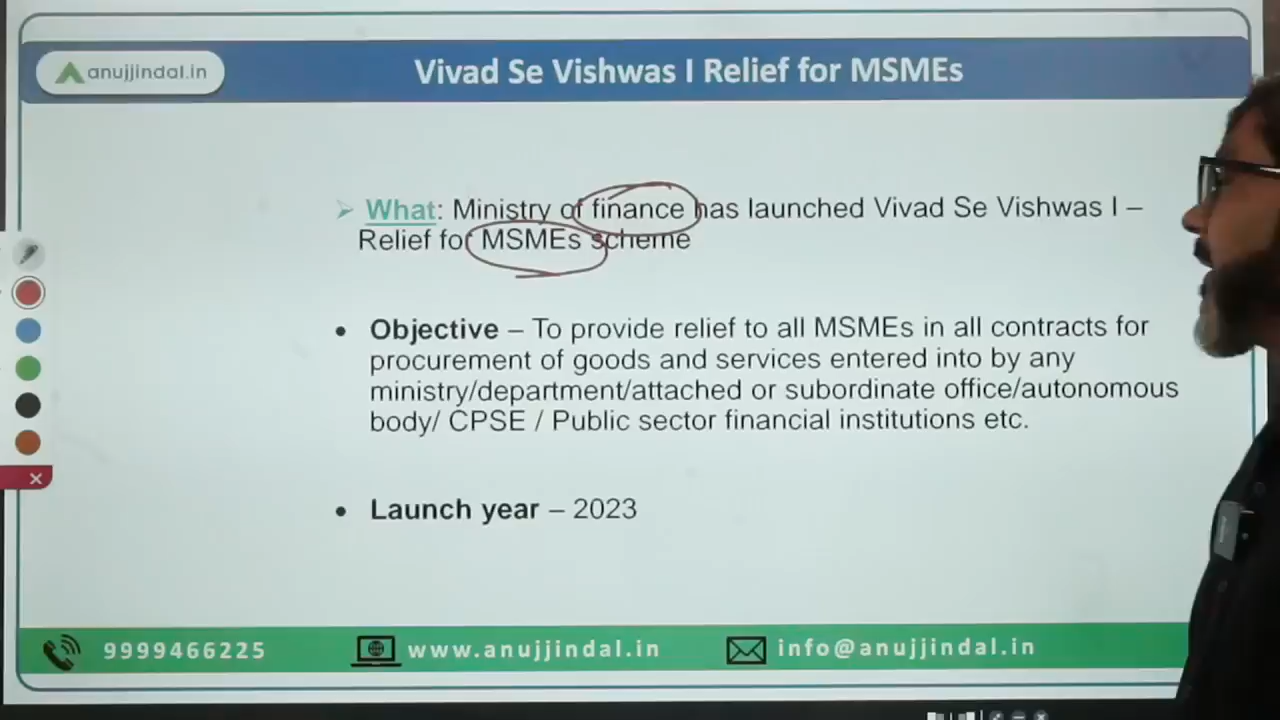 anujjindal.in
Vivad Se Vishwas I Relief for MSMEs
What: Ministry of finance has launched Vivad Se Vishwas I –
Relief for MSMEs scheme
Objective – To provide relief to all MSMEs in all contracts for
procurement of goods and services entered into by any
ministry/department/attached or subordinate office/autonomous
body/ CPSE / Public sector financial institutions etc.
Launch year – 2023
9999466225 www.anujjindal.in info@anujjindal.in